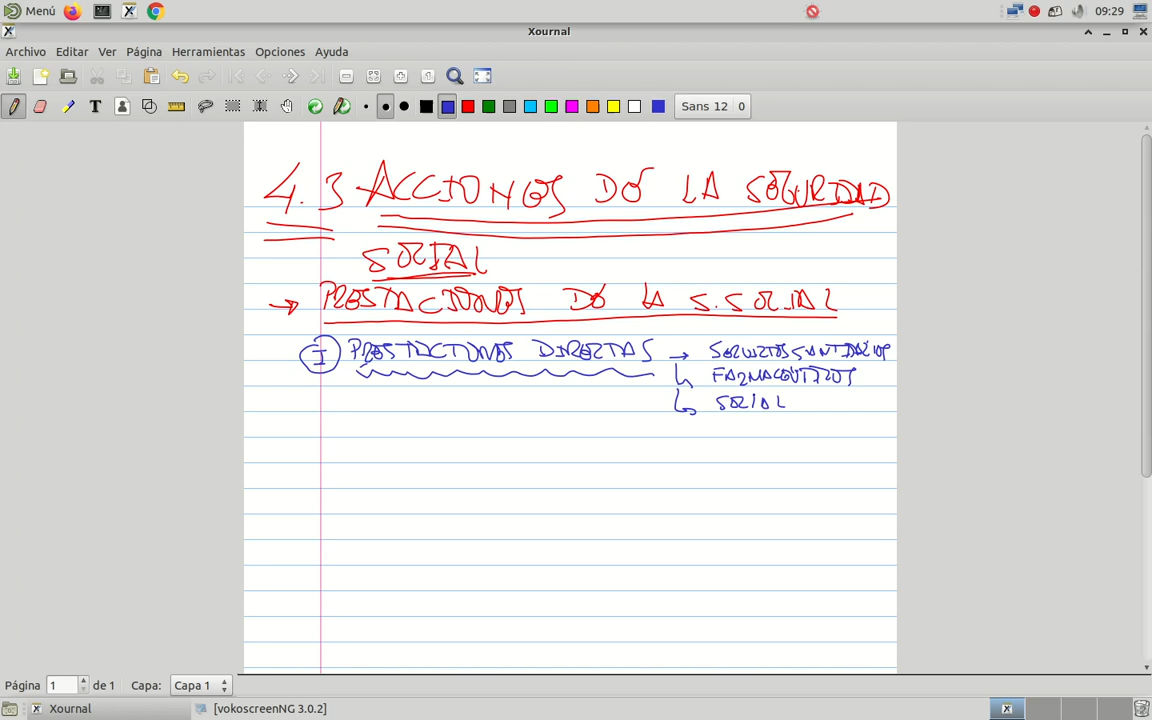 Menú 09:29
Xournal
Archivo Editar Ver Página Herramientas Opciones Ayuda
Sans 12 0
4.3 ACCIONES DE LA SEGURIDAD
SOCIAL
→ PRESTACIONES DE LA S.SOCIAL
I PRESTACIONES DIRECTAS → SERVICIOS SANITARIOS
FARMACEUTICOS
SOCIAL
Página 1 de 1 Capa: Capa 1
Xournal [vokoscreenNG 3.0.2]